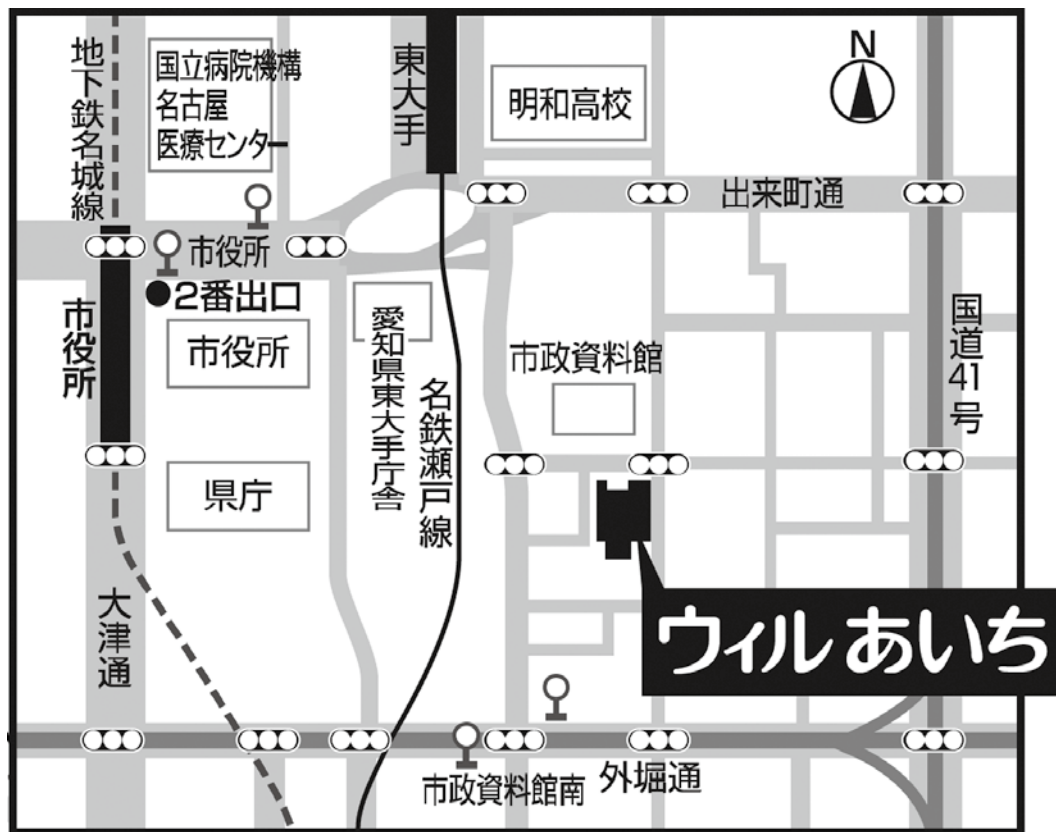 地下鉄名城線
国立病院機構
名古屋
医療センター
東大手
明和高校
N
出来町通
市役所
2番出口
市役所
市役所
愛知県東大手庁舎
名鉄瀬戸線
市政資料館
国道41号
県庁
大津通
ウィルあいち
市政資料館南
外堀通